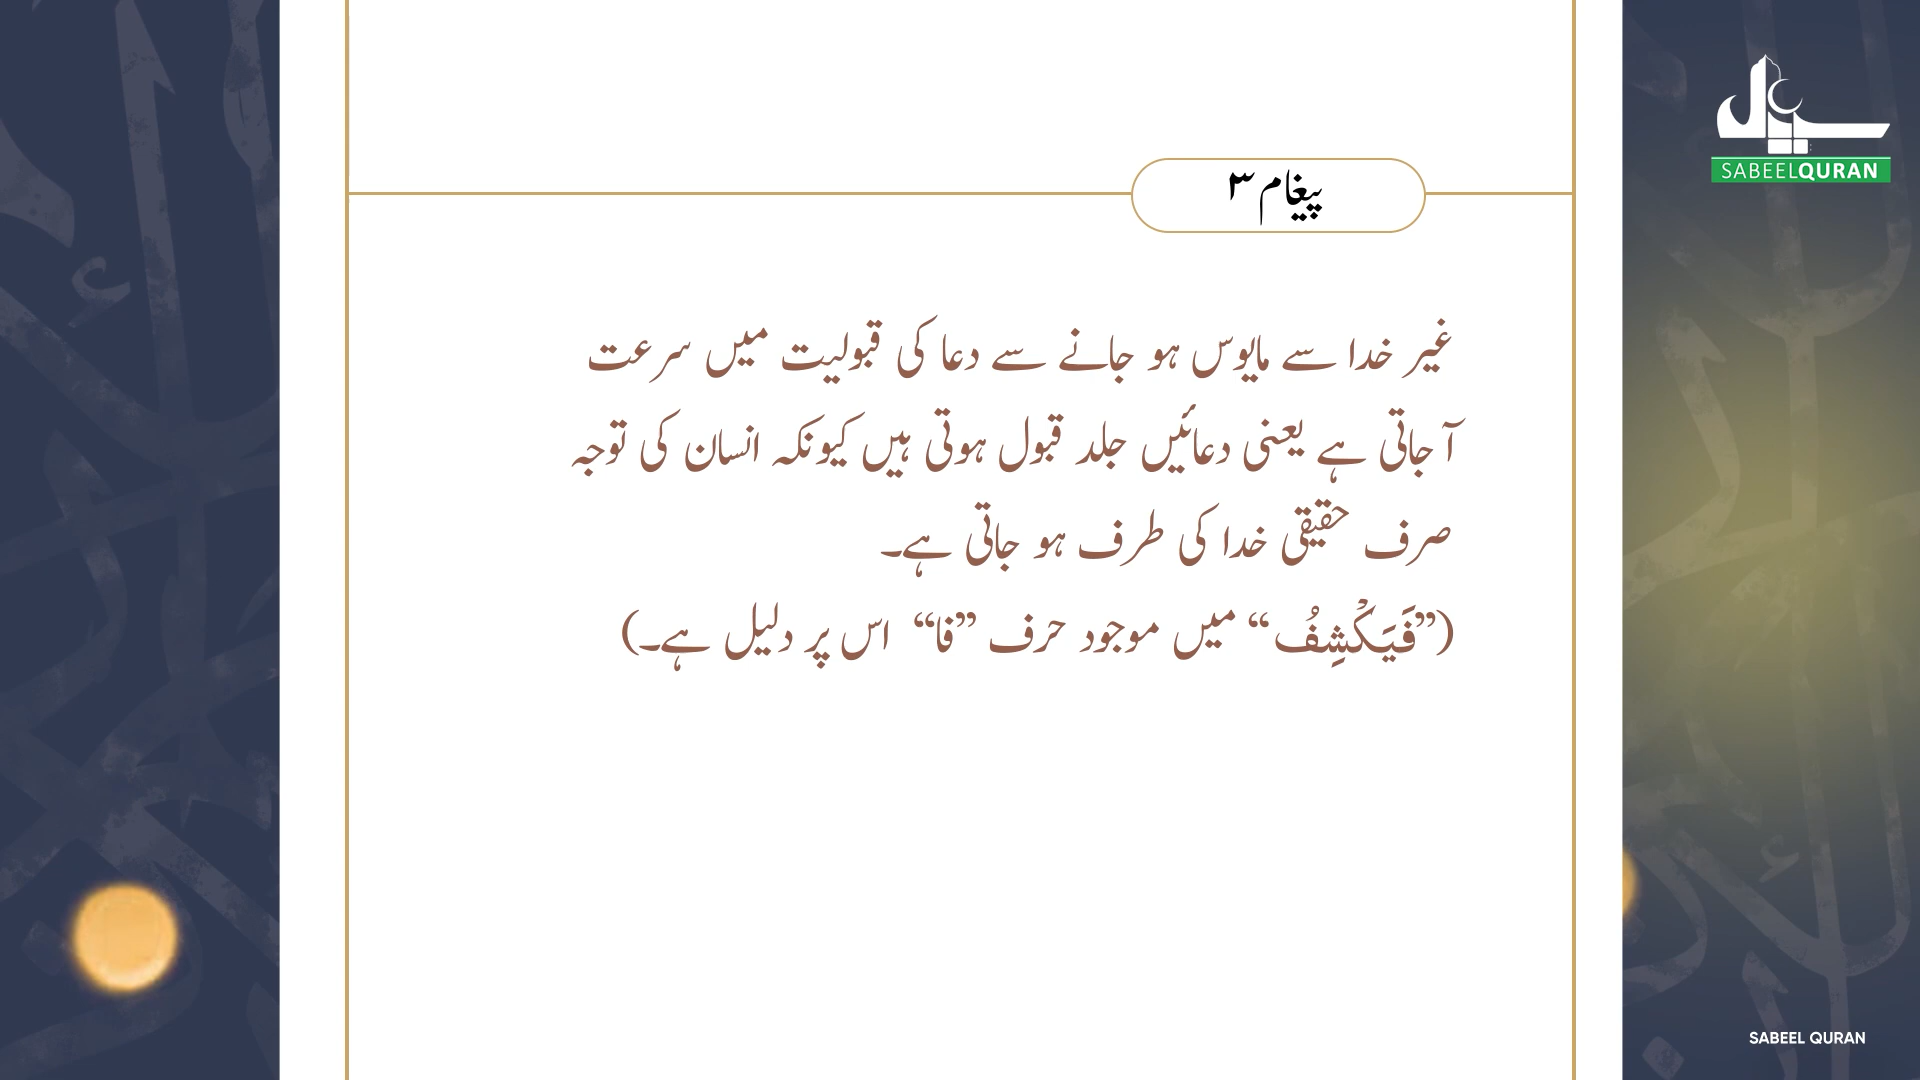 سبیل
SABEELQURAN
پیغام ۳
غیر خدا سے مایوس ہو جانے سے دعا کی قبولیت میں سرعت
آ جاتی ہے یعنی دعائیں جلد قبول ہوتی ہیں کیونکہ انسان کی توجہ
صرف حقیقی خدا کی طرف ہو جاتی ہے۔
(”فَيَكْشِفُ“ میں موجود حرف ”فا“ اس پر دلیل ہے۔)
SABEEL QURAN